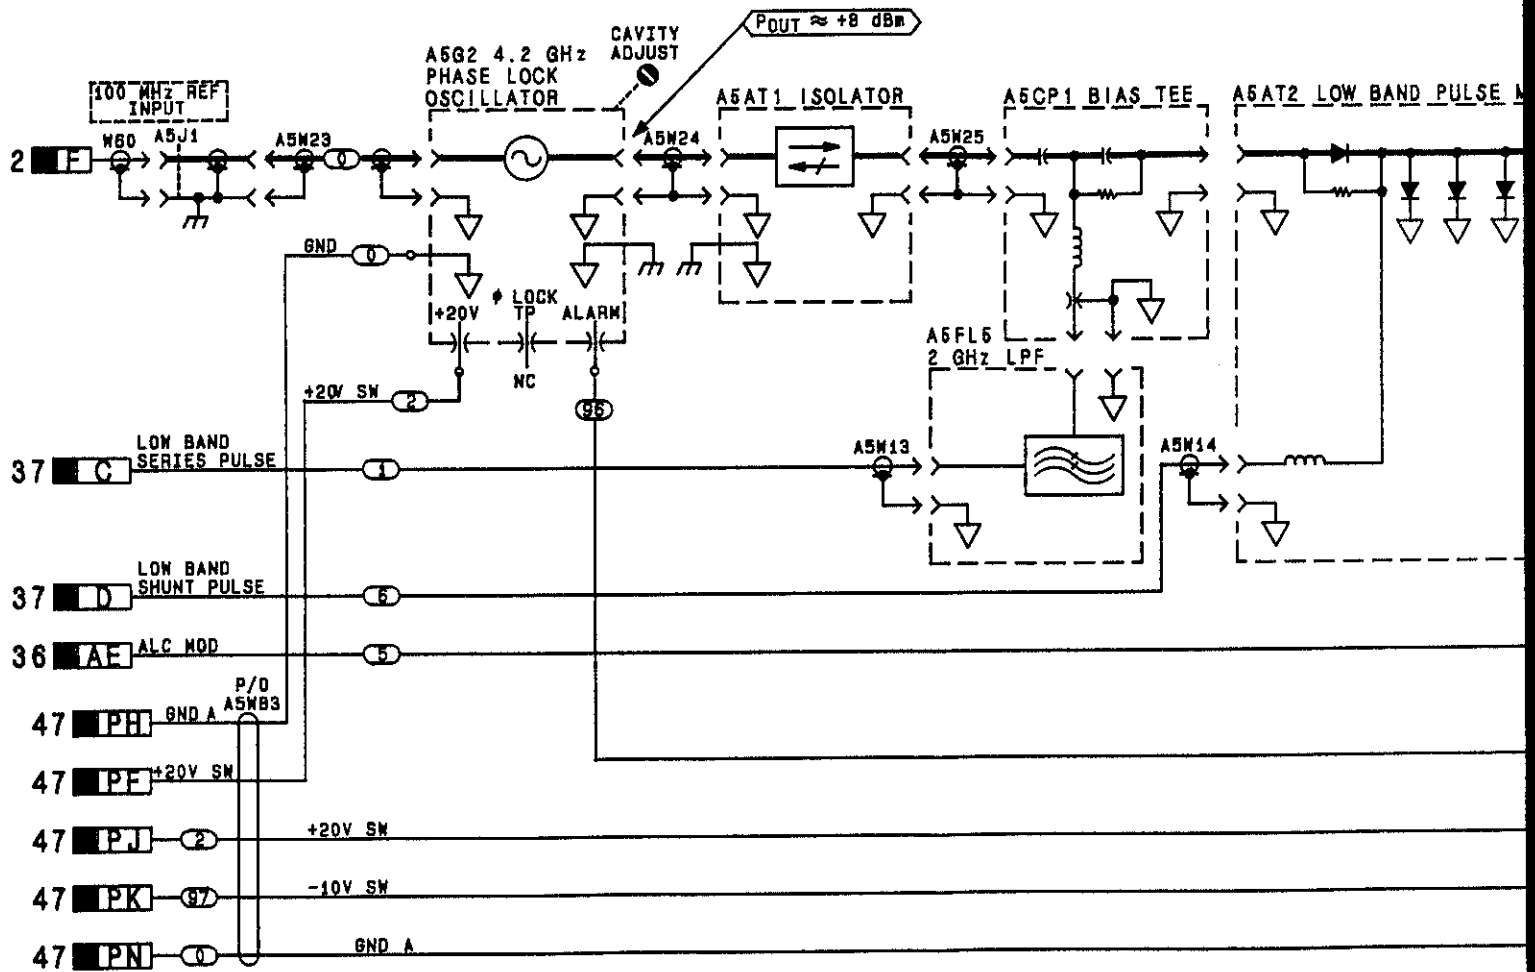 POUT ≈ +8 dBm
CAVITY
ADJUST
A5G2 4.2 GHz
PHASE LOCK
OSCILLATOR
100 MHz REF
INPUT
A5AT1 ISOLATOR
A5CP1 BIAS TEE
A5AT2 LOW BAND PULSE M
W60
A5J1
A5W23
A5W24
A5W25
2 F
0
GND
0
+20V
ϕ LOCK
TP
ALARM
NC
A5FL5
2 GHz LPF
+20V SW
2
96
37 C
LOW BAND
SERIES PULSE
1
A5W13
A5W14
37 D
LOW BAND
SHUNT PULSE
6
36 AE
ALC MOD
5
P/O
A5WB3
47 PH
GND A
47 PF
+20V SW
47 PJ
2
+20V SW
47 PK
97
-10V SW
47 PN
0
GND A